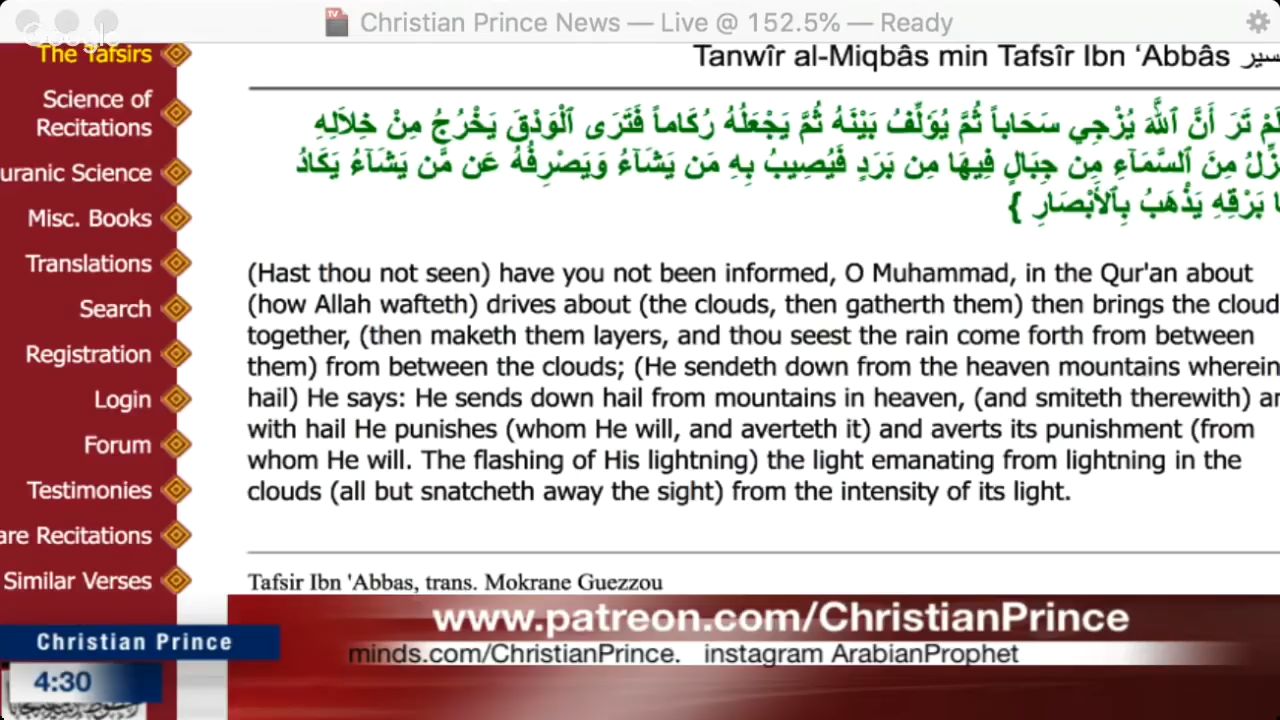 Christian Prince News — Live @ 152.5% — Ready
Google
The Tafsirs
Science of
Recitations
uranic Science
Misc. Books
Translations
Search
Registration
Login
Forum
Testimonies
are Recitations
Similar Verses
Tanwîr al-Miqbâs min Tafsîr Ibn ‘Abbâs سير
لَمْ تَرَ أَنَّ ٱللَّهَ يُزْجِي سَحَاباً ثُمَّ يُؤَلِّفُ بَيْنَهُ ثُمَّ يَجْعَلُهُ رُكَاماً فَتَرَى ٱلْوَدْقَ يَخْرُجُ مِنْ خِلاَلِهِ
نَزِّلُ مِنَ ٱلسَّمَآءِ مِن جِبَالٍ فِيهَا مِن بَرَدٍ فَيُصِيبُ بِهِ مَن يَشَآءُ وَيَصْرِفُهُ عَن مَّن يَشَآءُ يَكَادُ
ا بَرْقِهِ يَذْهَبُ بِٱلأَبْصَارِ }
(Hast thou not seen) have you not been informed, O Muhammad, in the Qur'an about
(how Allah wafteth) drives about (the clouds, then gatherth them) then brings the cloud
together, (then maketh them layers, and thou seest the rain come forth from between
them) from between the clouds; (He sendeth down from the heaven mountains wherein
hail) He says: He sends down hail from mountains in heaven, (and smiteth therewith) an
with hail He punishes (whom He will, and averteth it) and averts its punishment (from
whom He will. The flashing of His lightning) the light emanating from lightning in the
clouds (all but snatcheth away the sight) from the intensity of its light.
Tafsir Ibn 'Abbas, trans. Mokrane Guezzou
www.patreon.com/ChristianPrince
Christian Prince
minds.com/ChristianPrince. instagram ArabianProphet
4:30